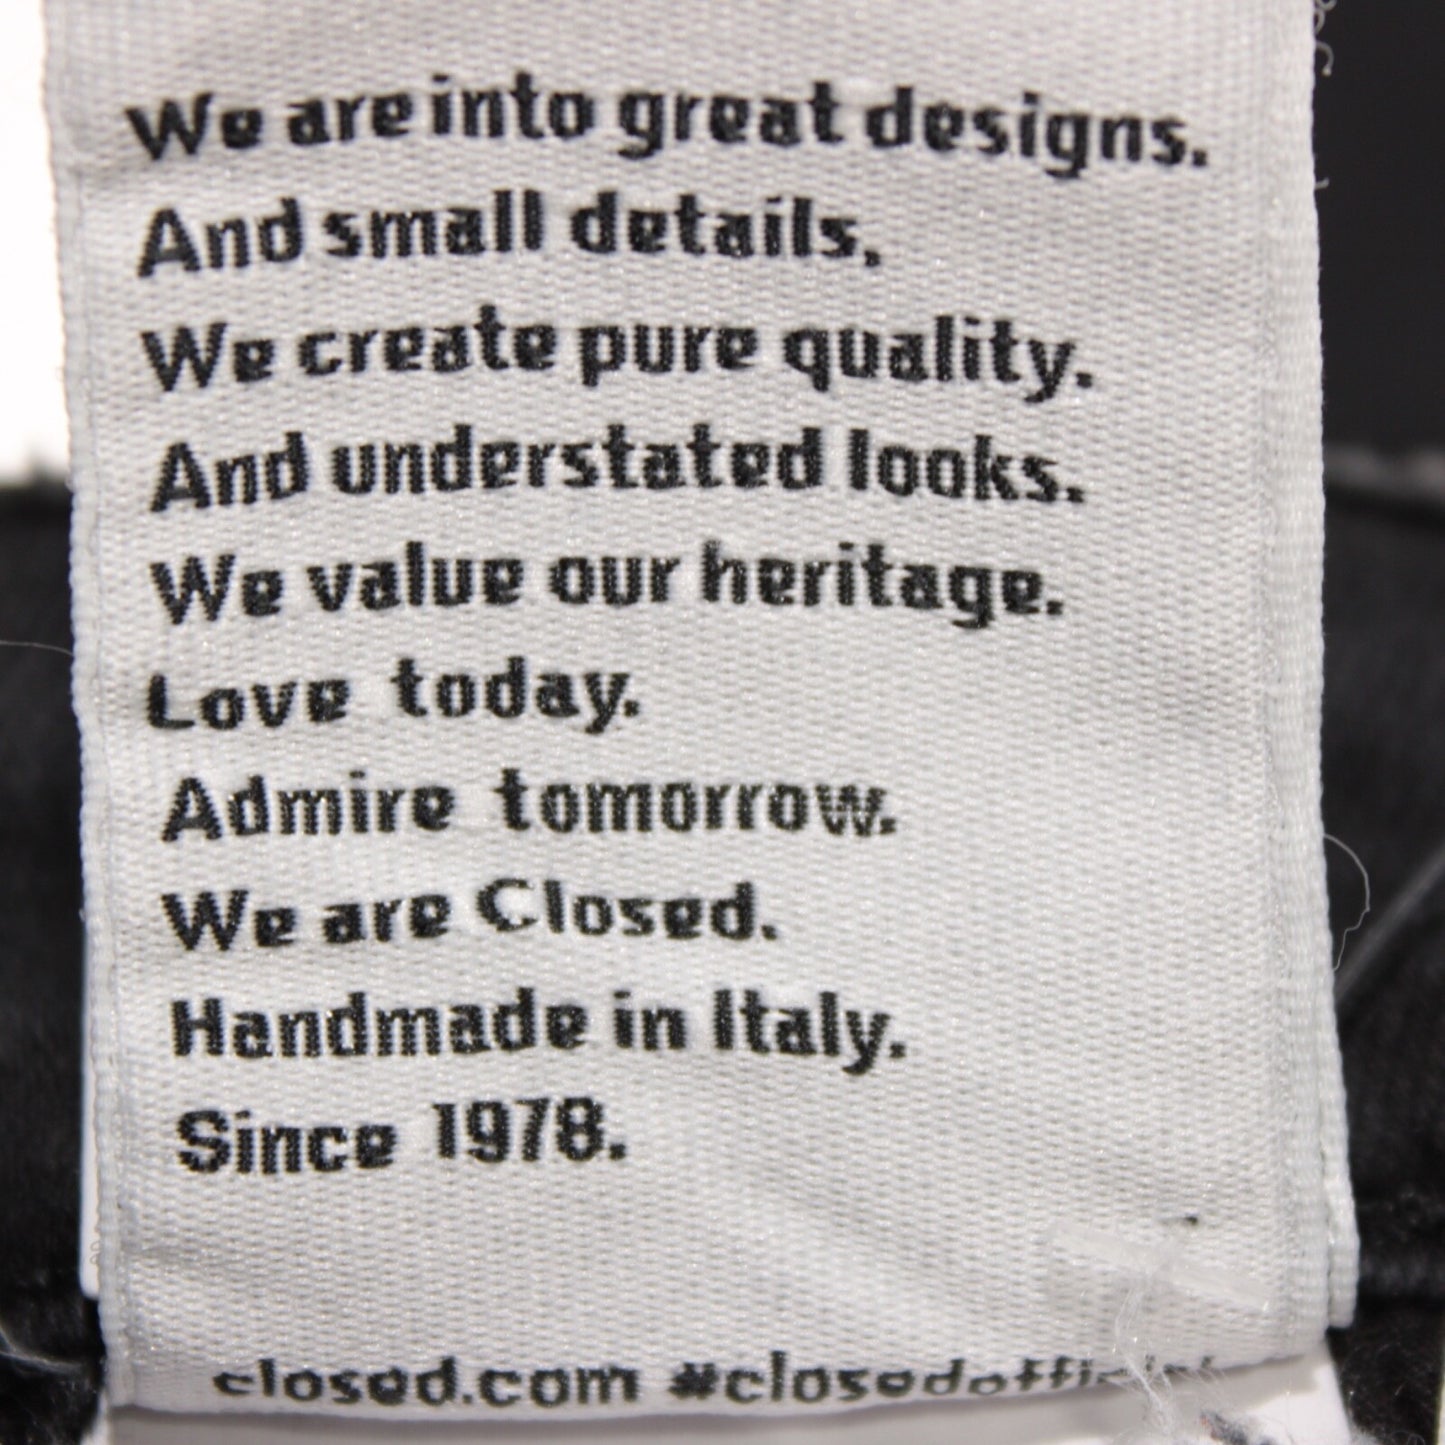 We are into great designs.
And small details.
We create pure quality.
And understated looks.
We value our heritage.
Love today.
Admire tomorrow.
We are Closed.
Handmade in Italy.
Since 1978.
closed.com #closedofficial